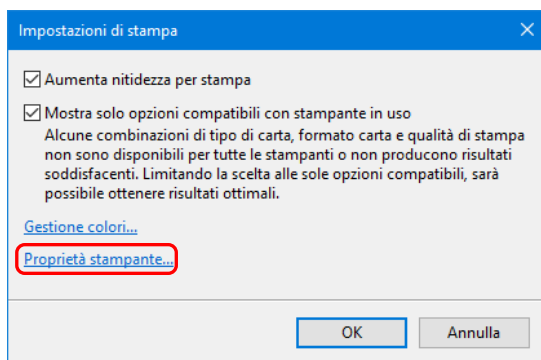 Impostazioni di stampa
Aumenta nitidezza per stampa
Mostra solo opzioni compatibili con stampante in uso
Alcune combinazioni di tipo di carta, formato carta e qualità di stampa
non sono disponibili per tutte le stampanti o non producono risultati
soddisfacenti. Limitando la scelta alle sole opzioni compatibili, sarà
possibile ottenere risultati ottimali.
Gestione colori...
Proprietà stampante...
OK Annulla